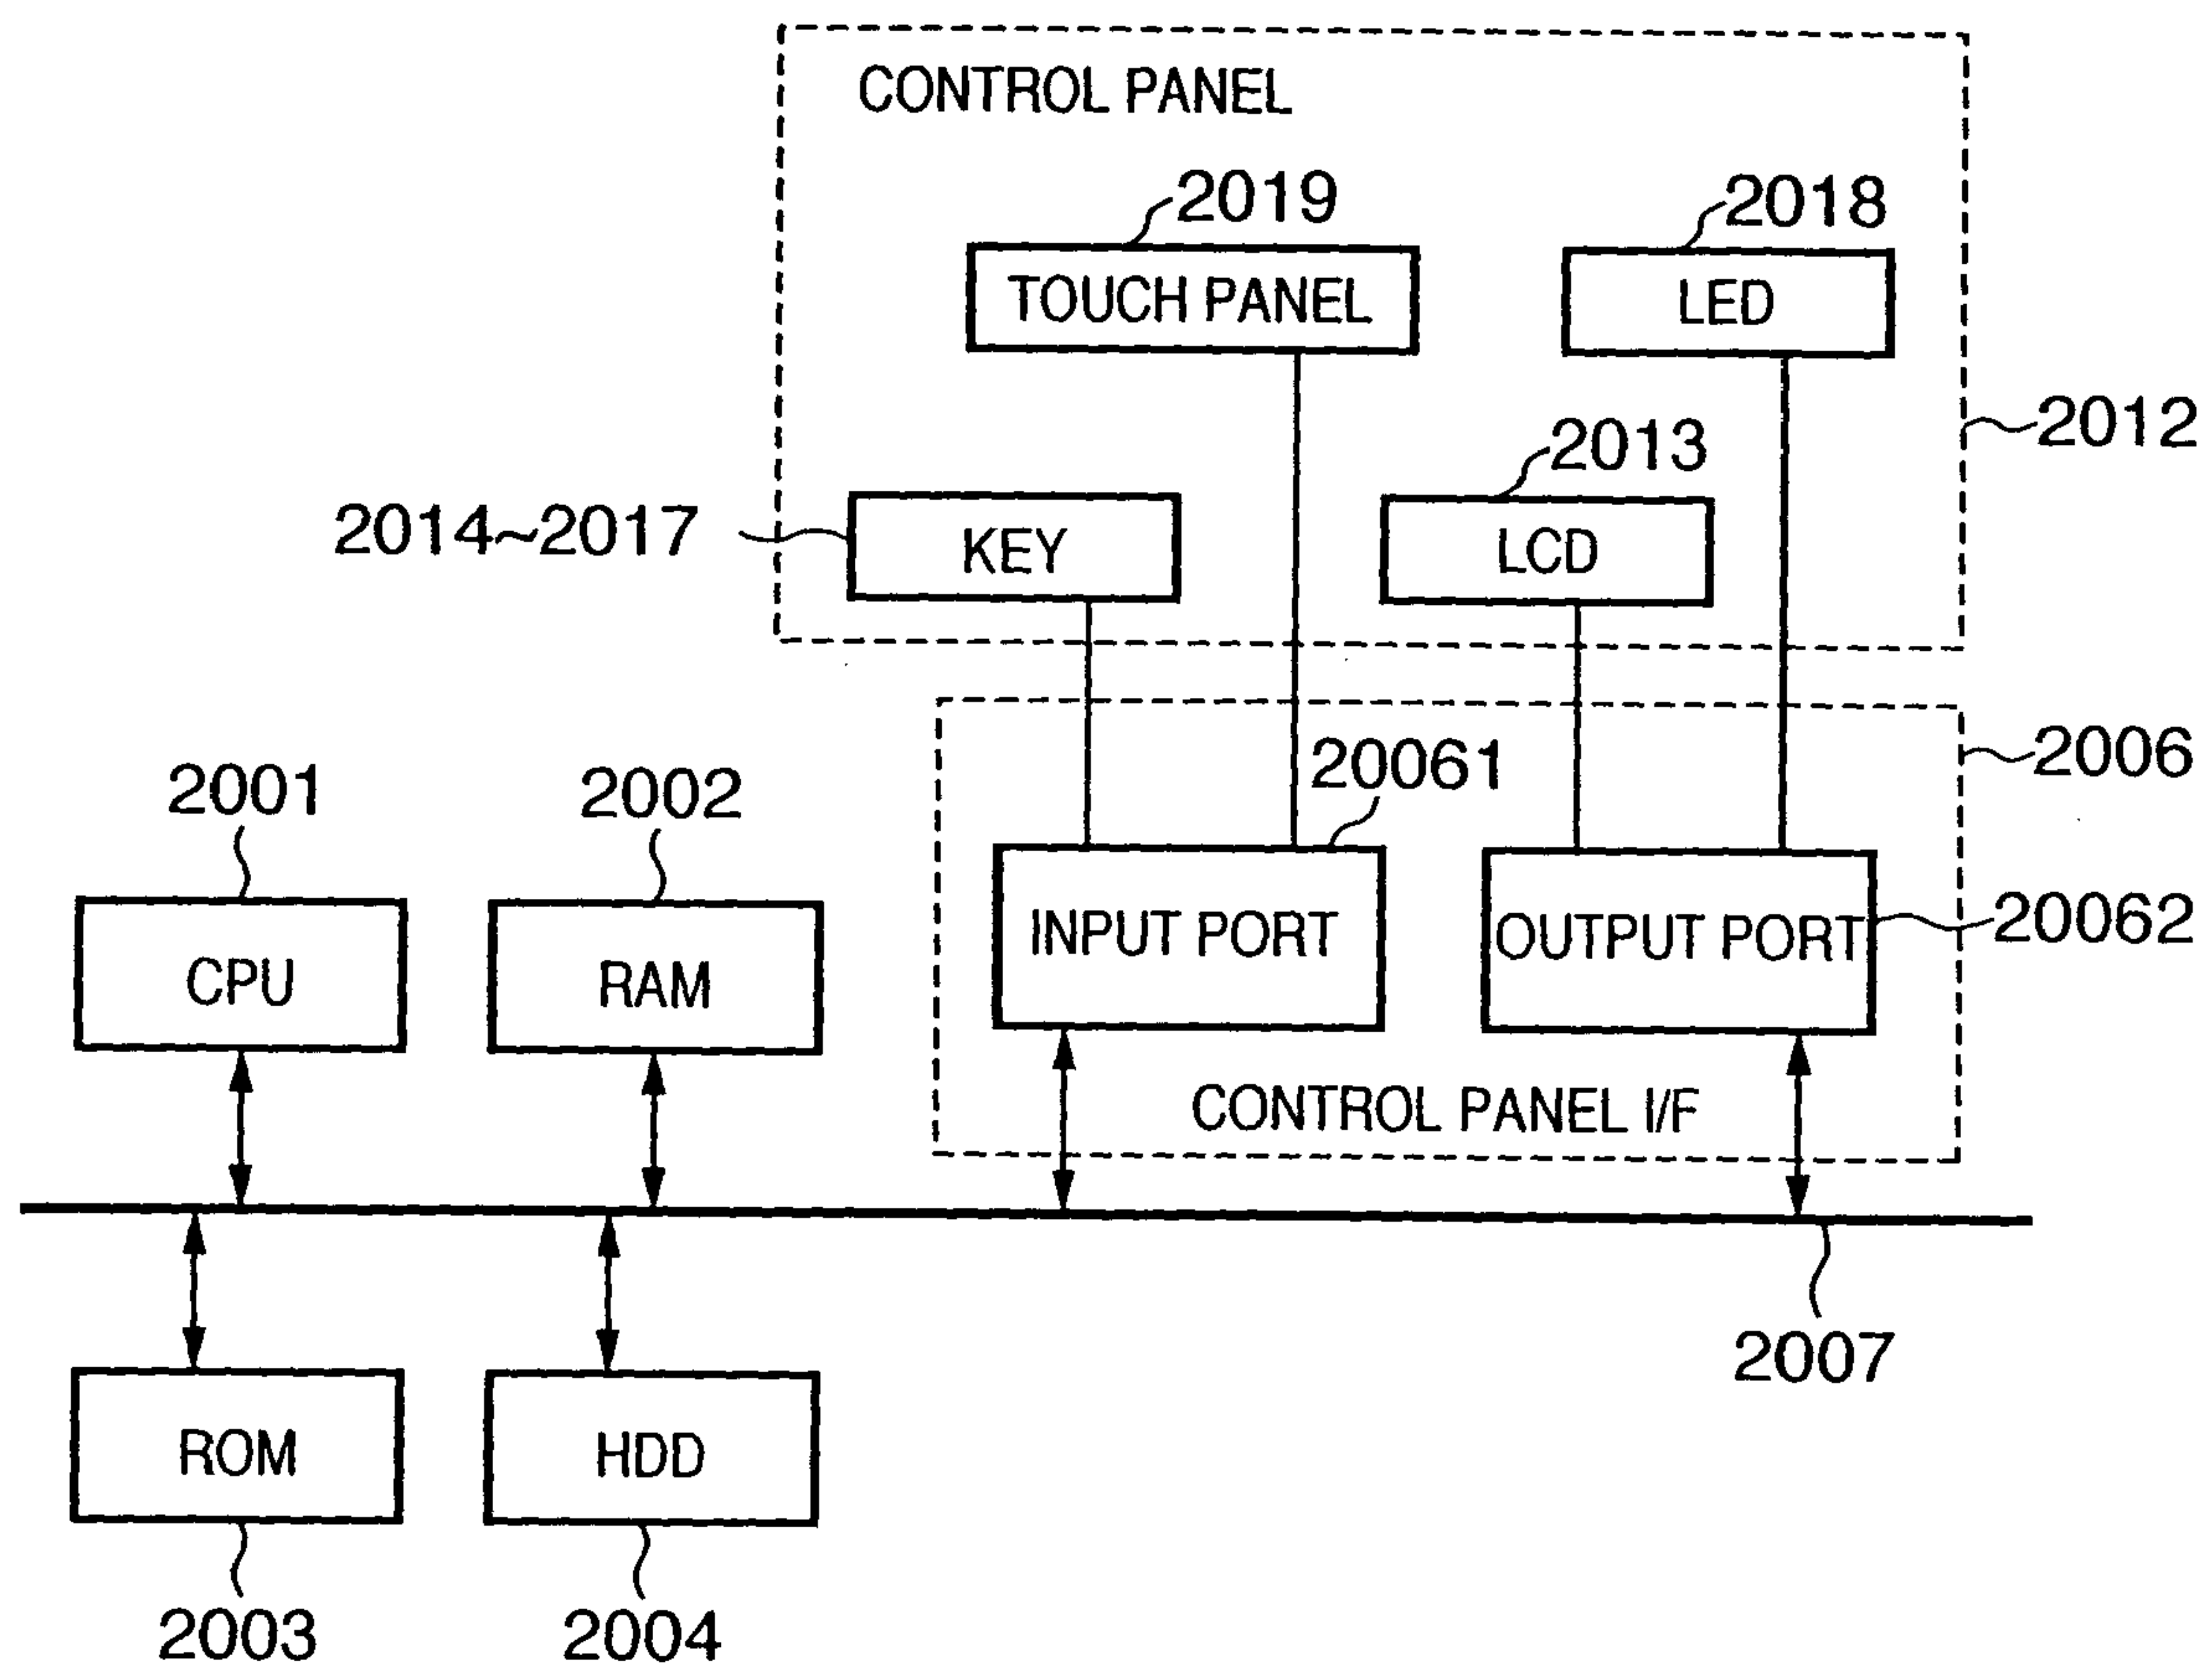 CONTROL PANEL
2019
2018
TOUCH PANEL
LED
2012
2013
2014~2017
KEY
LCD
2006
20061
2001
2002
INPUT PORT
OUTPUT PORT
20062
CPU
RAM
CONTROL PANEL I/F
2007
ROM
HDD
2003
2004